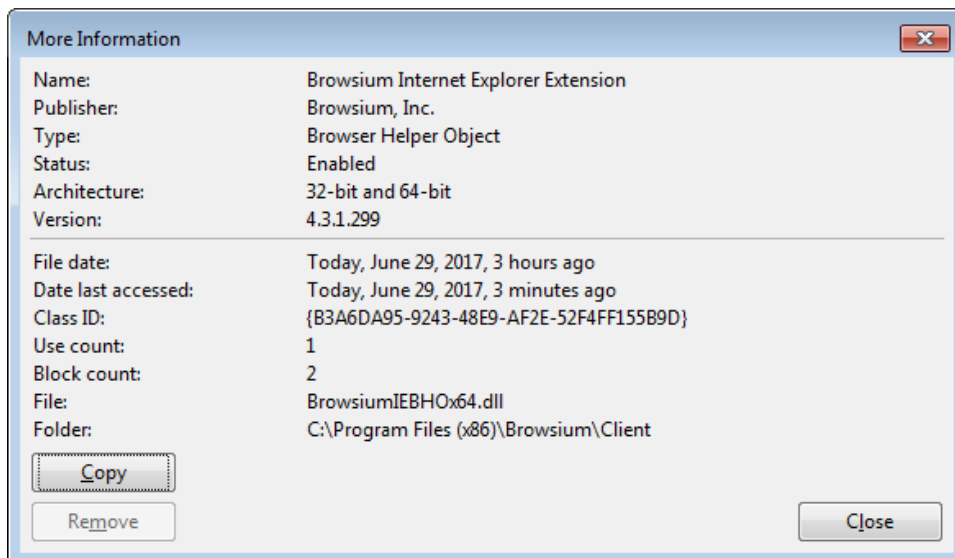 More Information
Name: Browsium Internet Explorer Extension
Publisher: Browsium, Inc.
Type: Browser Helper Object
Status: Enabled
Architecture: 32-bit and 64-bit
Version: 4.3.1.299
File date: Today, June 29, 2017, 3 hours ago
Date last accessed: Today, June 29, 2017, 3 minutes ago
Class ID: {B3A6DA95-9243-48E9-AF2E-52F4FF155B9D}
Use count: 1
Block count: 2
File: BrowsiumIEBHOx64.dll
Folder: C:\Program Files (x86)\Browsium\Client
Copy
Remove Close